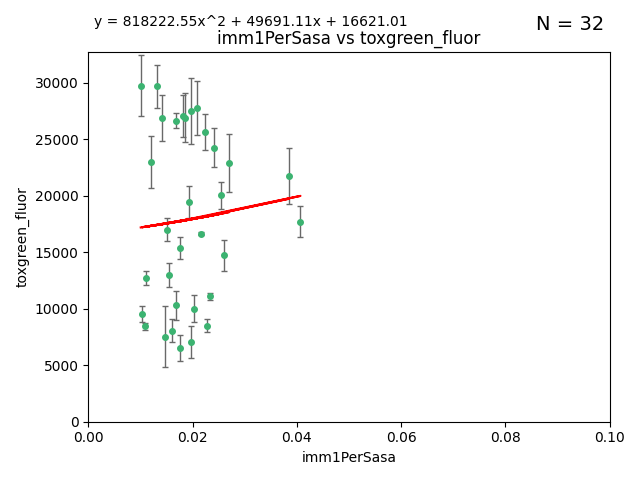 y = 818222.55x^2 + 49691.11x + 16621.01
N = 32
imm1PerSasa vs toxgreen_fluor
30000
25000
20000
15000
10000
5000
0
toxgreen_fluor
0.00 0.02 0.04 0.06 0.08 0.10
imm1PerSasa